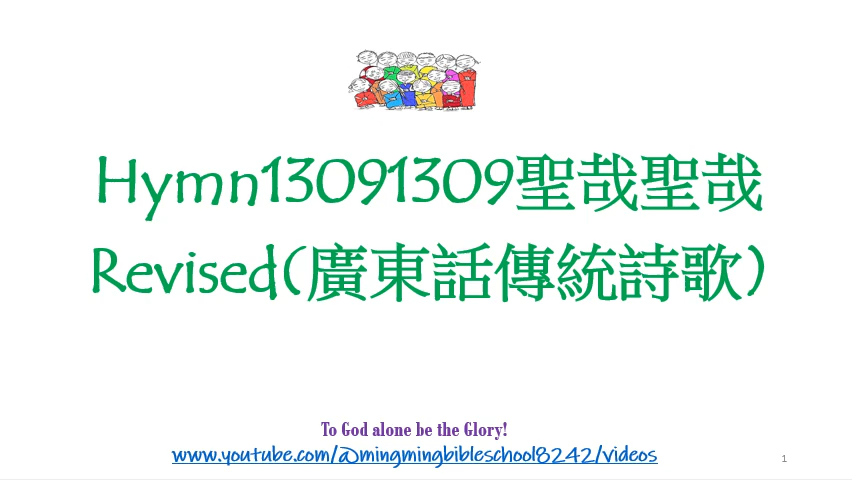 Hymn13091309聖哉聖哉
Revised(廣東話傳統詩歌)
To God alone be the Glory!
www.youtube.com/@mingmingbibleschool8242/videos
1